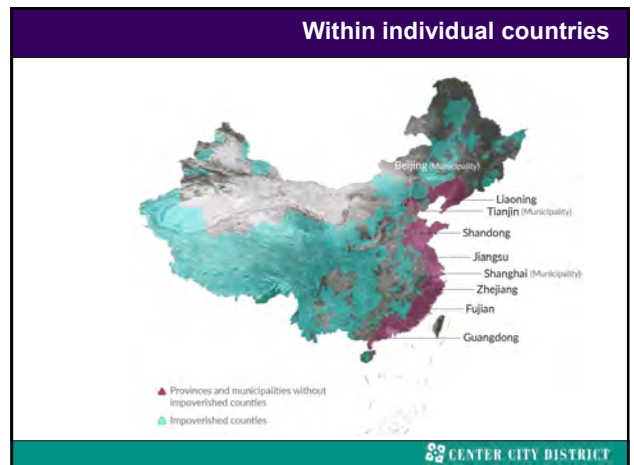 Within individual countries
Beijing (Municipality)
Liaoning
Tianjin (Municipality)
Shandong
Jiangsu
Shanghai (Municipality)
Zhejiang
Fujian
Guangdong
Provinces and municipalities without
impoverished counties
Impoverished counties
CENTER CITY DISTRICT